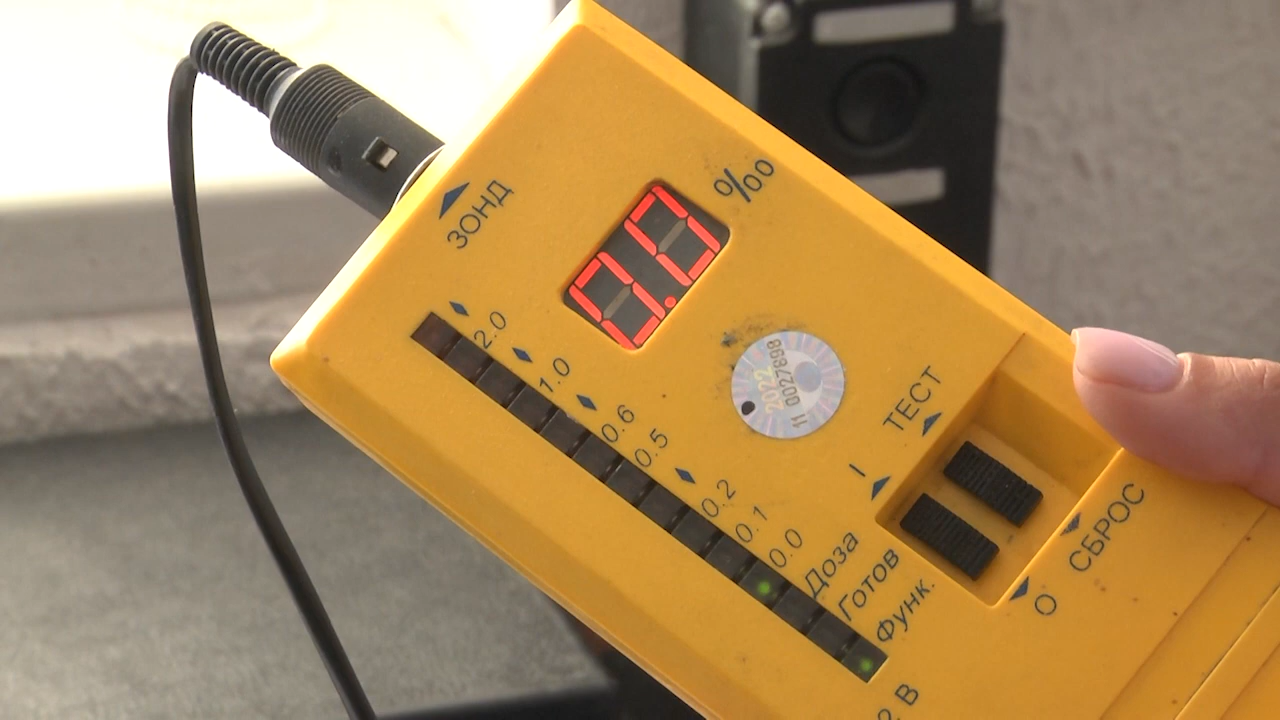 ЗОНД
0.0
‰
2.0
1.0
0.6
0.5
0.2
0.1
0.0
Доза
Готов
Функ.
2022
11 0027898
ТЕСТ
I
СБРОС
О
2 В